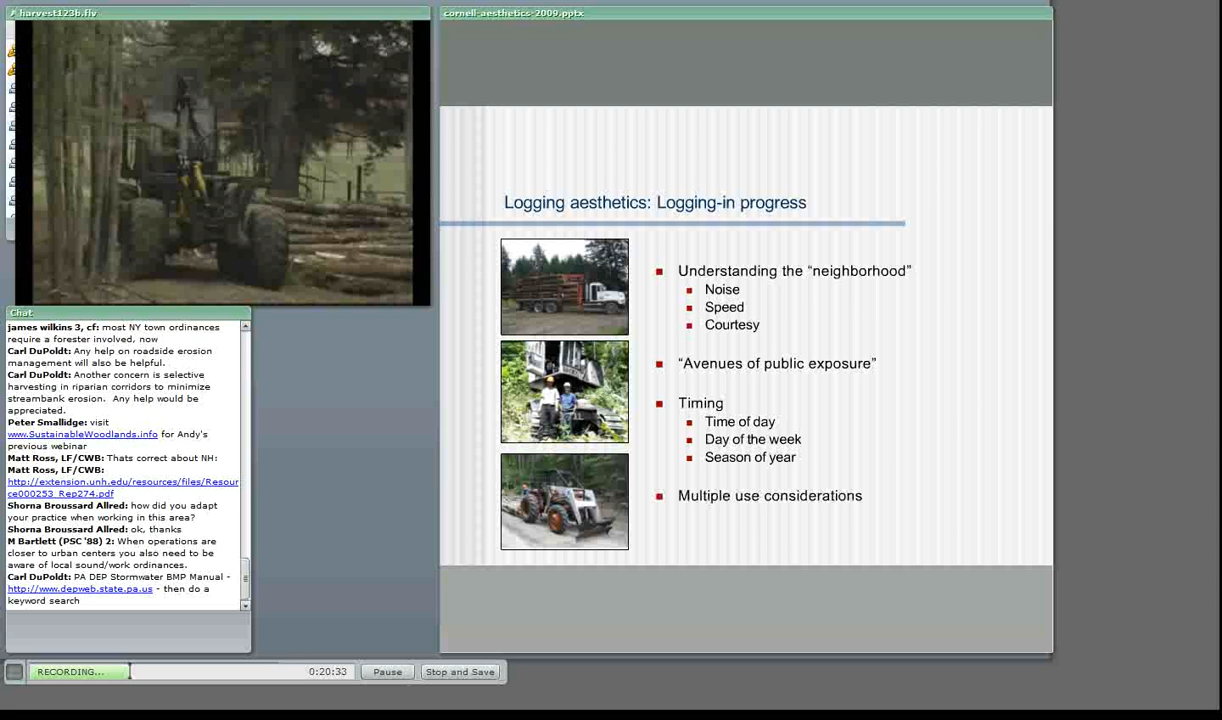 harvest123b.flv
cornell-aesthetics-2009.pptx
Logging aesthetics: Logging-in progress
Understanding the “neighborhood”
Noise
Speed
Courtesy
“Avenues of public exposure”
Timing
Time of day
Day of the week
Season of year
Multiple use considerations
Chat
james wilkins 3, cf: most NY town ordinances
require a forester involved, now
Carl DuPoldt: Any help on roadside erosion
management will also be helpful.
Carl DuPoldt: Another concern is selective
harvesting in riparian corridors to minimize
streambank erosion. Any help would be
appreciated.
Peter Smallidge: visit
www.SustainableWoodlands.info for Andy's
previous webinar
Matt Ross, LF/CWB: Thats correct about NH:
Matt Ross, LF/CWB:
http://extension.unh.edu/resources/files/Resour
ce000253_Rep274.pdf
Shorna Broussard Allred: how did you adapt
your practice when working in this area?
Shorna Broussard Allred: ok, thanks
M Bartlett (PSC '88) 2: When operations are
closer to urban centers you also need to be
aware of local sound/work ordinances.
Carl DuPoldt: PA DEP Stormwater BMP Manual -
http://www.depweb.state.pa.us - then do a
keyword search
RECORDING...
0:20:33
Pause
Stop and Save